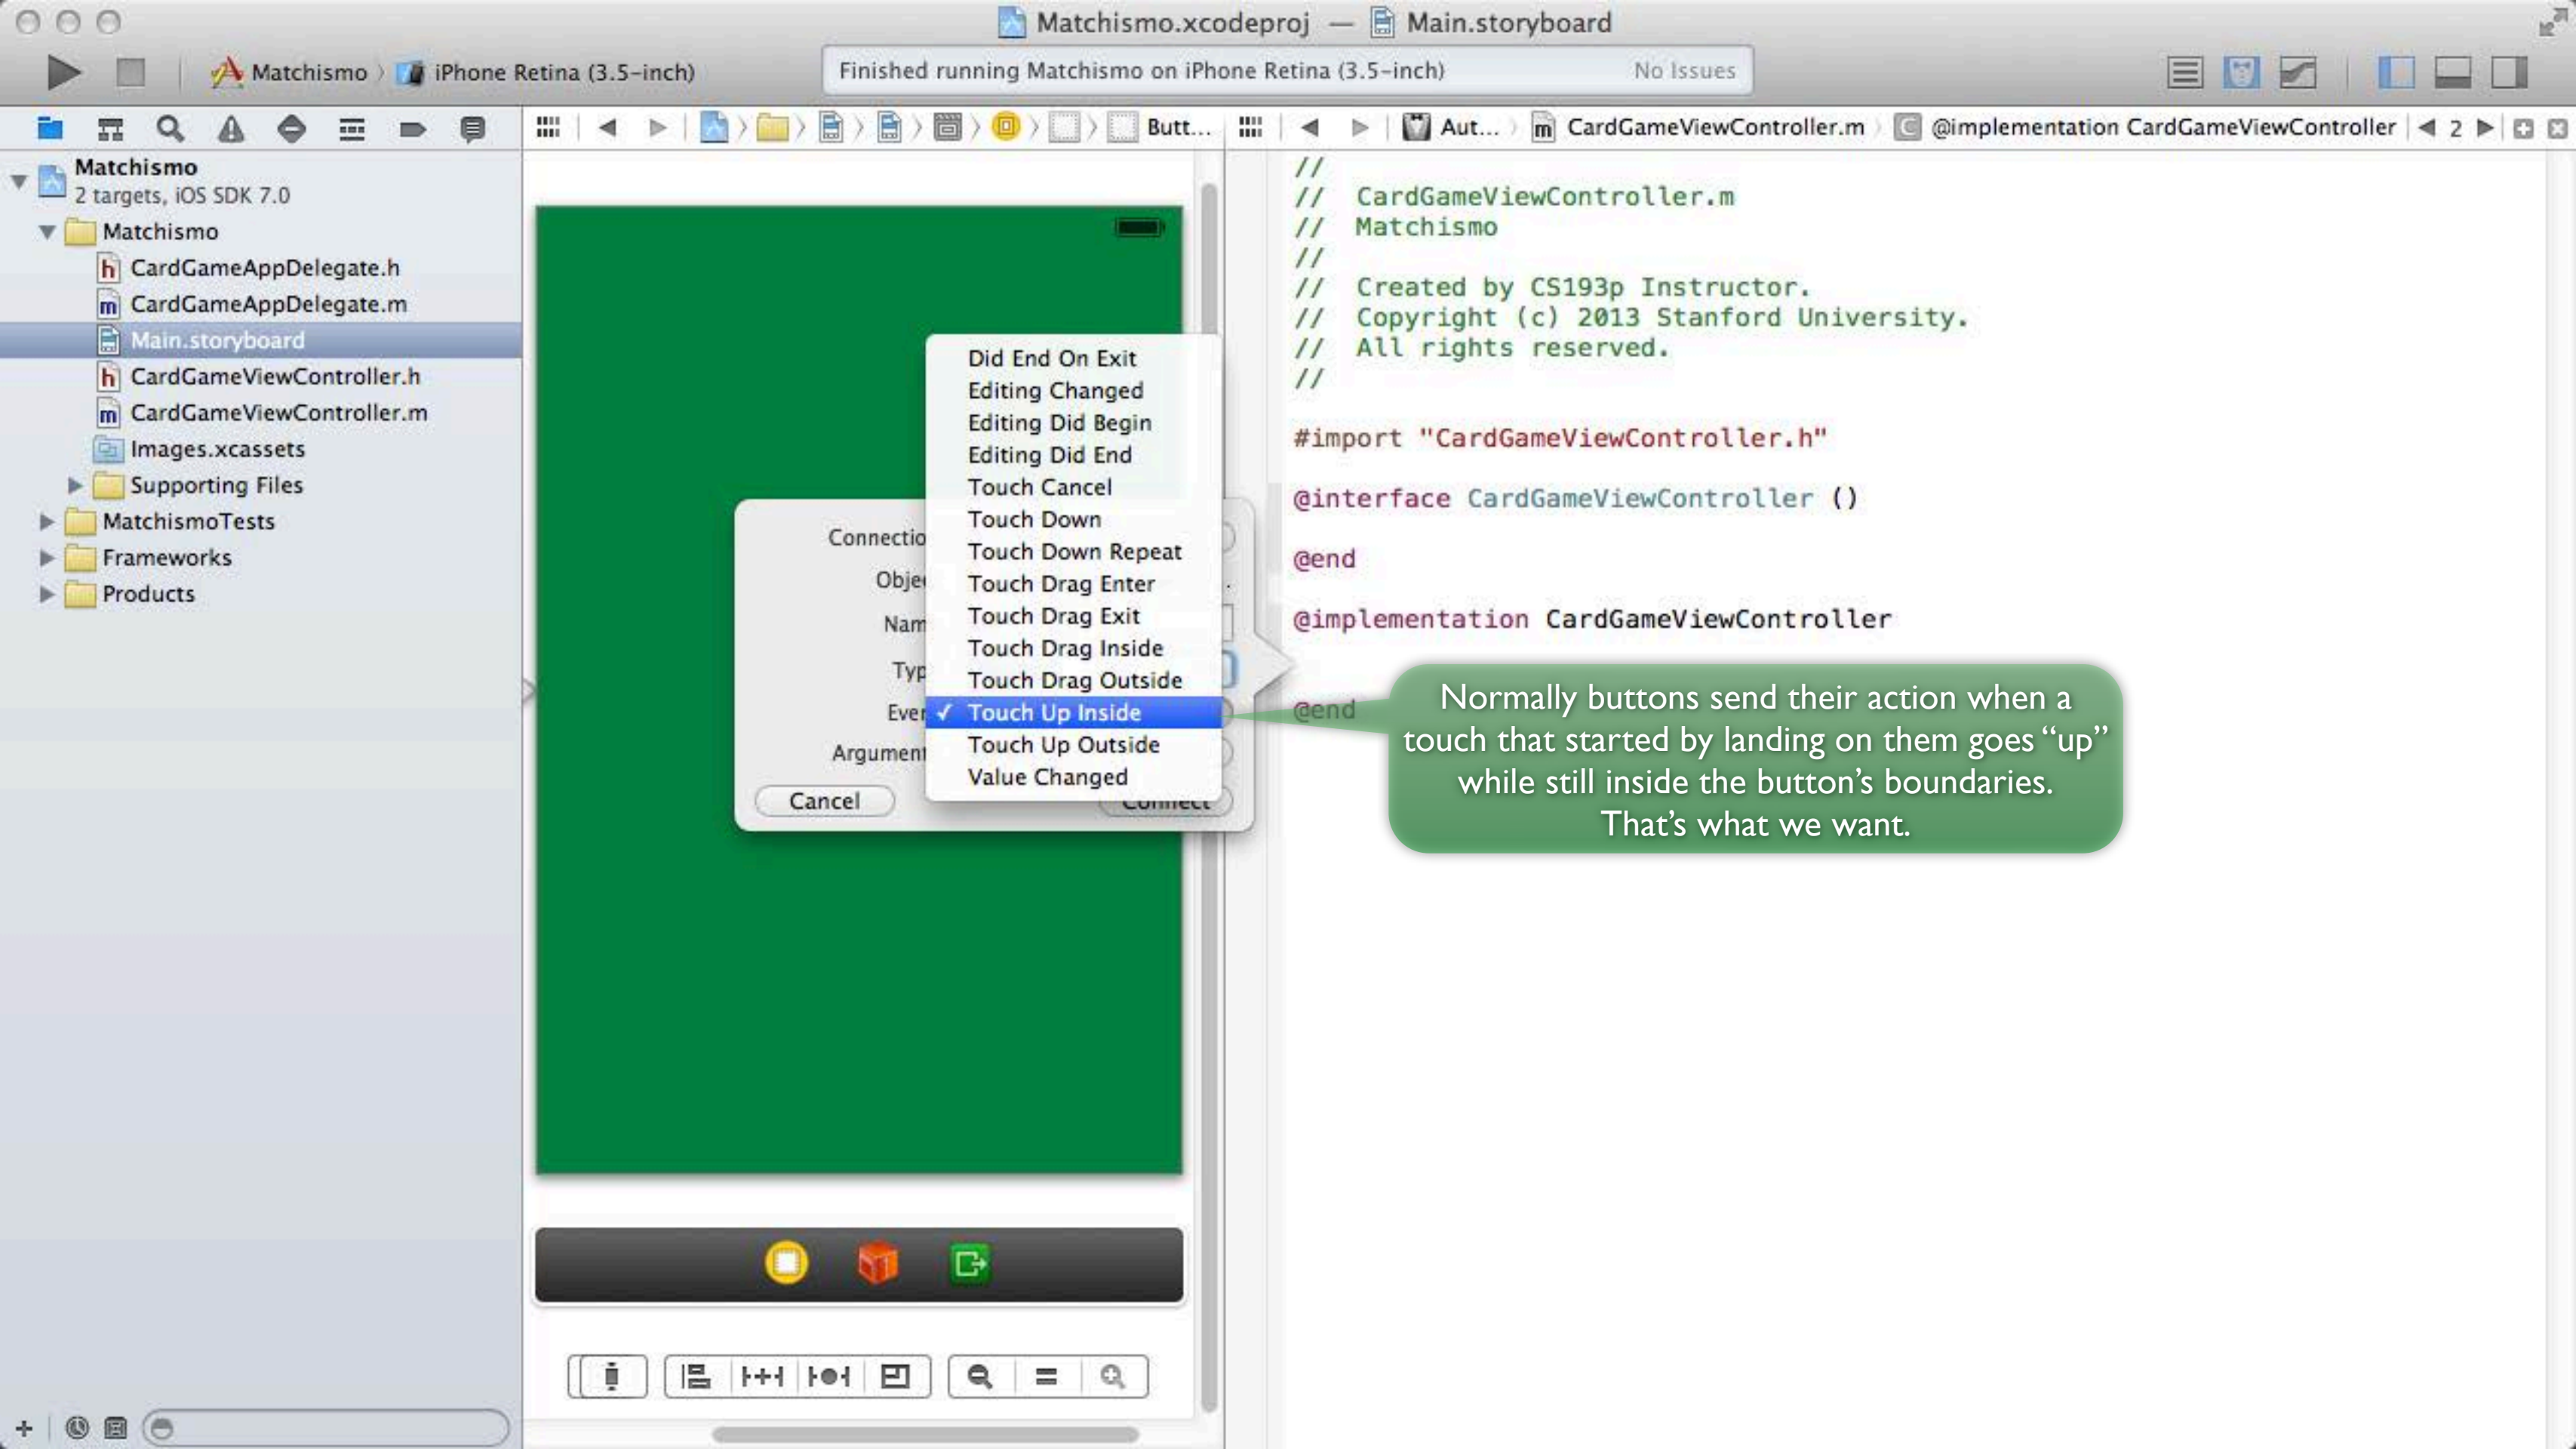 Matchismo.xcodeproj — Main.storyboard
Matchismo
iPhone Retina (3.5-inch)
Finished running Matchismo on iPhone Retina (3.5-inch)
No Issues
Butt...
Aut...
CardGameViewController.m
@implementation CardGameViewController
2
Matchismo
2 targets, iOS SDK 7.0
Matchismo
h CardGameAppDelegate.h
m CardGameAppDelegate.m
Main.storyboard
h CardGameViewController.h
m CardGameViewController.m
Images.xcassets
Supporting Files
MatchismoTests
Frameworks
Products
Connectio
Obje
Nam
Typ
Even
Argument
Cancel
Connect
Did End On Exit
Editing Changed
Editing Did Begin
Editing Did End
Touch Cancel
Touch Down
Touch Down Repeat
Touch Drag Enter
Touch Drag Exit
Touch Drag Inside
Touch Drag Outside
✓ Touch Up Inside
Touch Up Outside
Value Changed
//
// CardGameViewController.m
// Matchismo
//
// Created by CS193p Instructor.
// Copyright (c) 2013 Stanford University.
// All rights reserved.
//
#import "CardGameViewController.h"
@interface CardGameViewController ()
@end
@implementation CardGameViewController
@end
Normally buttons send their action when a
touch that started by landing on them goes “up”
while still inside the button’s boundaries.
That’s what we want.